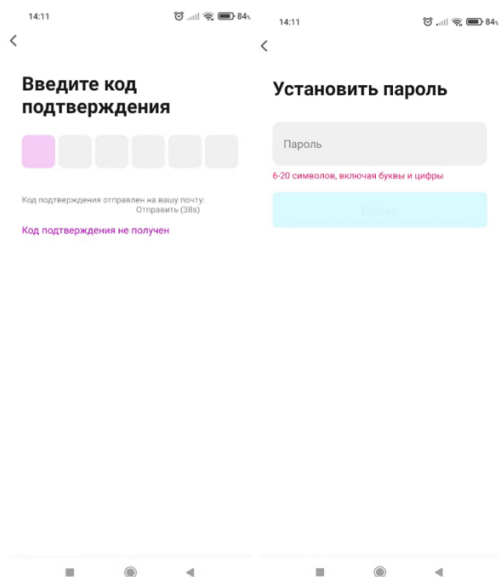 14:11
84%
Введите код
подтверждения
Код подтверждения отправлен на вашу почту:
Отправить (38s)
Код подтверждения не получен
14:11
84%
Установить пароль
Пароль
6-20 символов, включая буквы и цифры